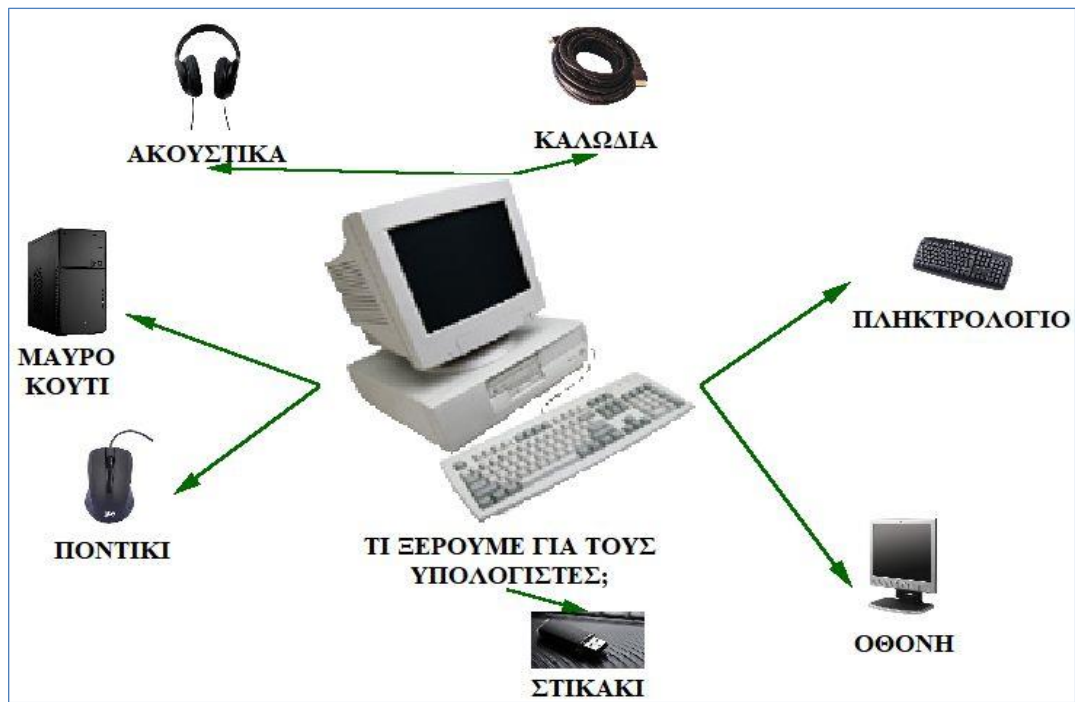 ΑΚΟΥΣΤΙΚΑ
ΚΑΛΩΔΙΑ
ΜΑΥΡΟ
ΚΟΥΤΙ
ΠΛΗΚΤΡΟΛΟΓΙΟ
ΠΟΝΤΙΚΙ
ΤΙ ΞΕΡΟΥΜΕ ΓΙΑ ΤΟΥΣ
ΥΠΟΛΟΓΙΣΤΕΣ;
ΟΘΟΝΗ
ΣΤΙΚΑΚΙ